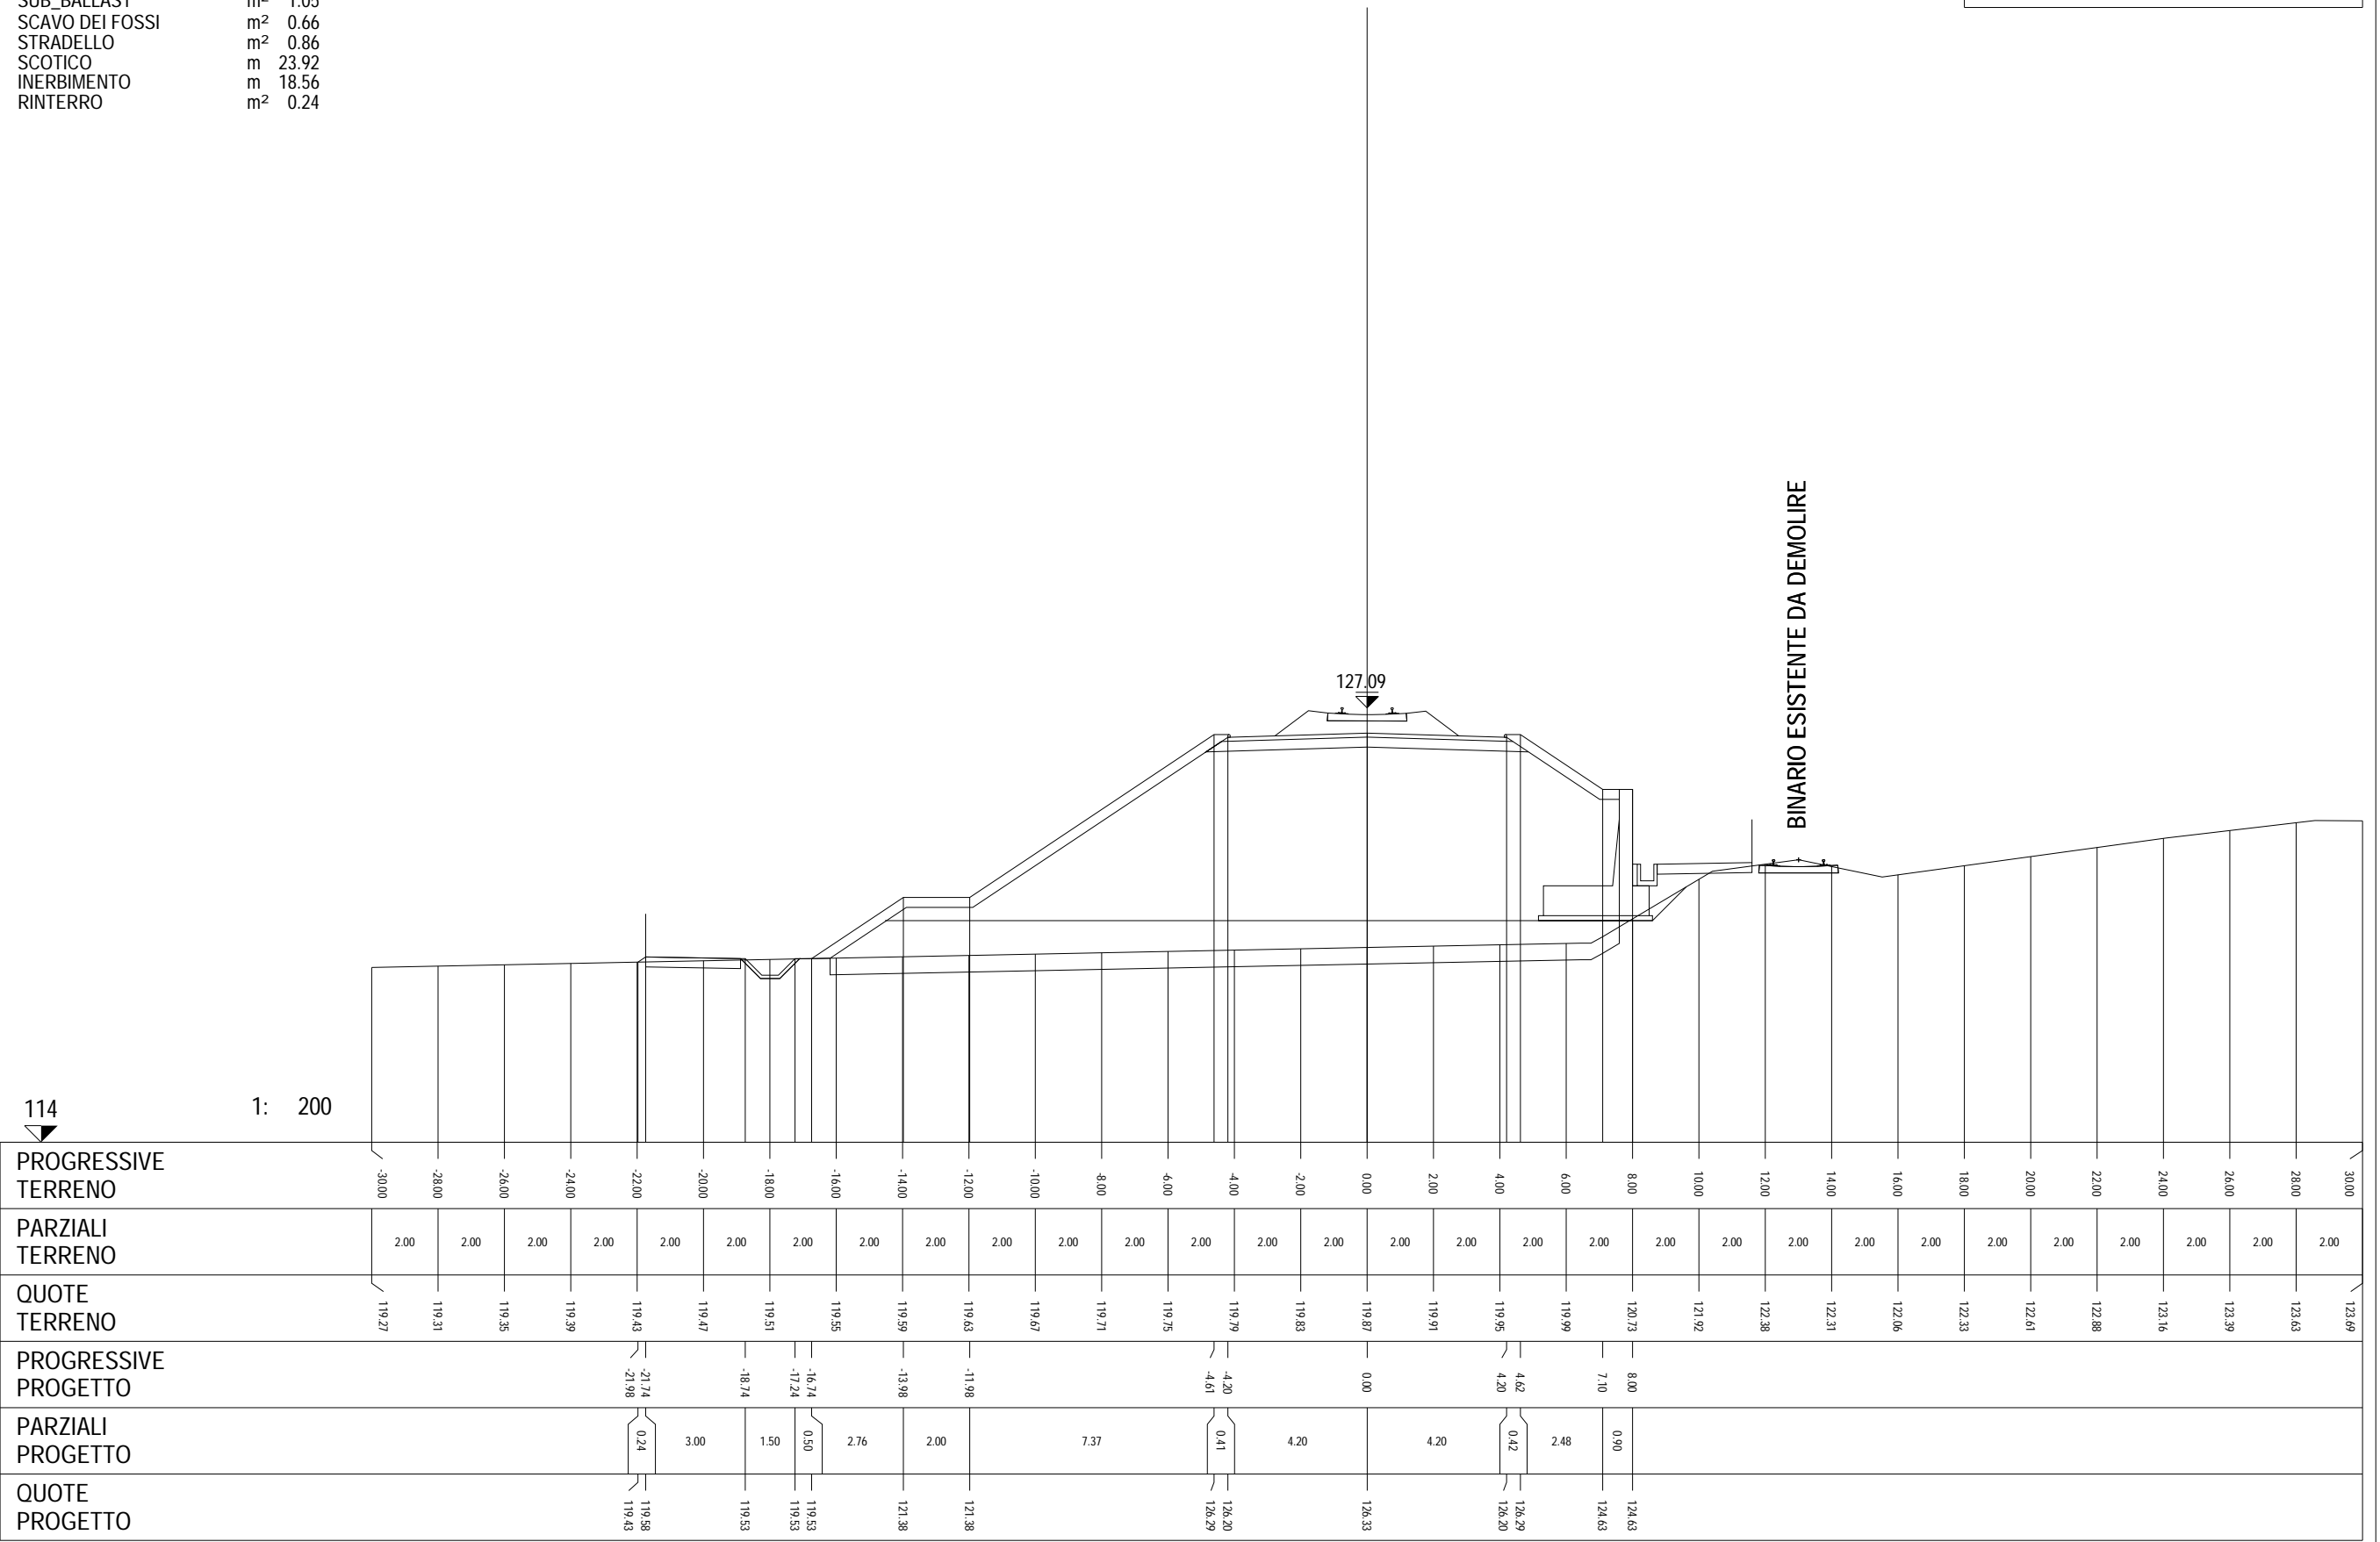 SUB_BALLAST m² 1.05
SCAVO DEI FOSSI m² 0.66
STRADELLO m² 0.86
SCOTICO m 23.92
INERBIMENTO m 18.56
RINTERRO m² 0.24
BINARIO ESISTENTE DA DEMOLIRE
127.09
114 1: 200
PROGRESSIVE
TERRENO
-30.00 -28.00 -26.00 -24.00 -22.00 -20.00 -18.00 -16.00 -14.00 -12.00 -10.00 -8.00 -6.00 -4.00 -2.00 0.00 2.00 4.00 6.00 8.00 10.00 12.00 14.00 16.00 18.00 20.00 22.00 24.00 26.00 28.00 30.00
PARZIALI
TERRENO
2.00 2.00 2.00 2.00 2.00 2.00 2.00 2.00 2.00 2.00 2.00 2.00 2.00 2.00 2.00 2.00 2.00 2.00 2.00 2.00 2.00 2.00 2.00 2.00 2.00 2.00 2.00 2.00 2.00 2.00
QUOTE
TERRENO
119.27 119.31 119.35 119.39 119.43 119.47 119.51 119.55 119.59 119.63 119.67 119.71 119.75 119.79 119.83 119.87 119.91 119.95 119.99 120.73 121.92 122.38 122.31 122.06 122.33 122.61 122.88 123.16 123.39 123.63 123.69
PROGRESSIVE
PROGETTO
-21.98 -21.74 -18.74 -17.24 -16.74 -13.98 -11.98 -4.61 -4.20 0.00 4.20 4.62 7.10 8.00
PARZIALI
PROGETTO
0.24 3.00 1.50 0.50 2.76 2.00 7.37 0.41 4.20 4.20 0.42 2.48 0.90
QUOTE
PROGETTO
119.43 119.58 119.53 119.53 119.53 121.38 121.38 126.29 126.20 126.33 126.20 126.29 124.63 124.63